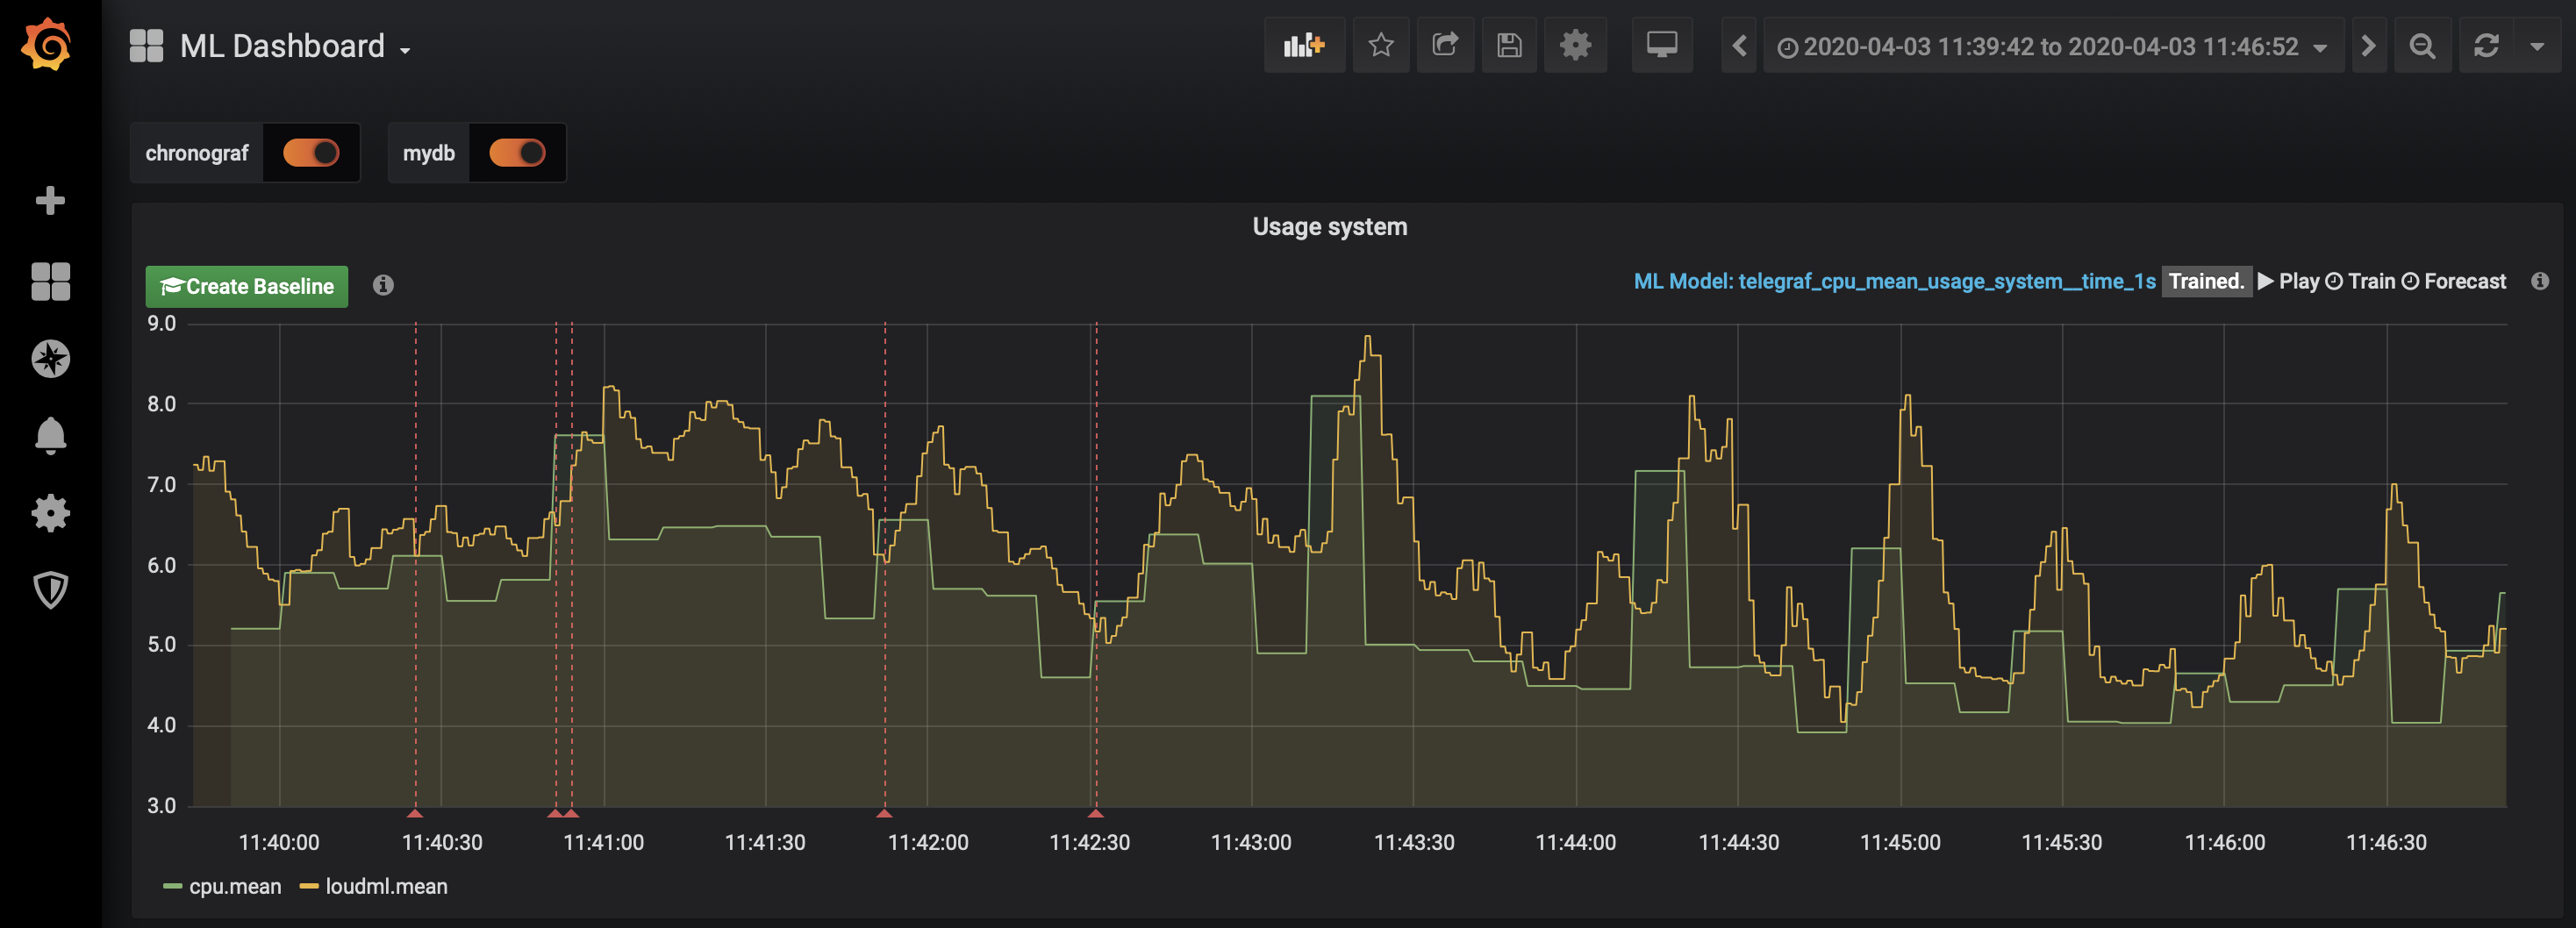 ML Dashboard
2020-04-03 11:39:42 to 2020-04-03 11:46:52
chronograf
mydb
Usage system
Create Baseline
ML Model: telegraf_cpu_mean_usage_system__time_1s Trained. Play Train Forecast
9.0
8.0
7.0
6.0
5.0
4.0
3.0
11:40:00 11:40:30 11:41:00 11:41:30 11:42:00 11:42:30 11:43:00 11:43:30 11:44:00 11:44:30 11:45:00 11:45:30 11:46:00 11:46:30
cpu.mean loudml.mean